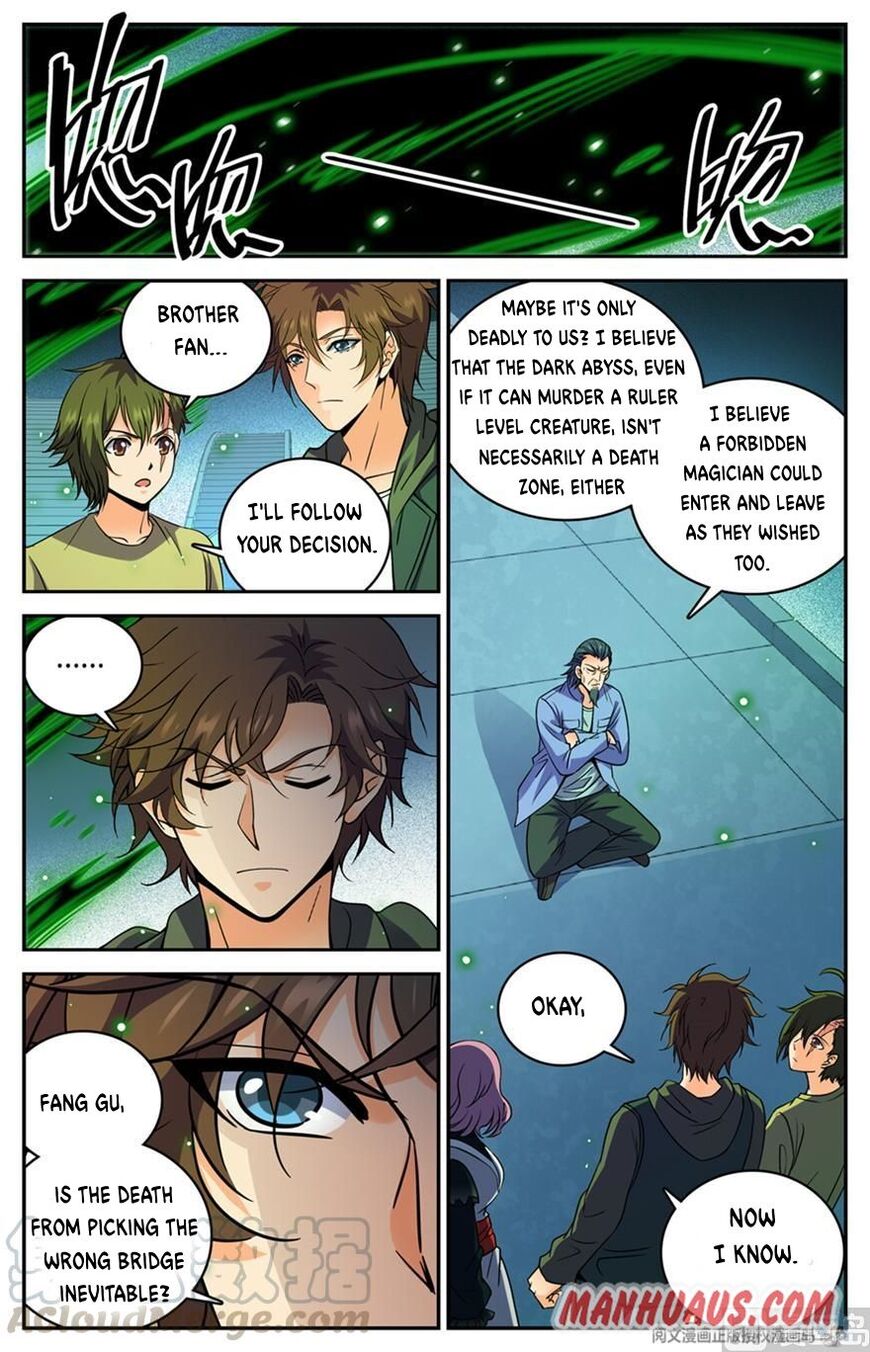 BROTHER
FAN...
I'LL FOLLOW
YOUR DECISION.
......
FANG GU,
IS THE DEATH
FROM PICKING THE
WRONG BRIDGE
INEVITABLE?
MAYBE IT'S ONLY
DEADLY TO US? I BELIEVE
THAT THE DARK ABYSS, EVEN
IF IT CAN MURDER A RULER
LEVEL CREATURE, ISN'T
NECESSARILY A DEATH
ZONE, EITHER
I BELIEVE
A FORBIDDEN
MAGICIAN COULD
ENTER AND LEAVE
AS THEY WISHED
TOO.
OKAY,
NOW
I KNOW.
AcloudMerge.com
MANHUAUS.COM